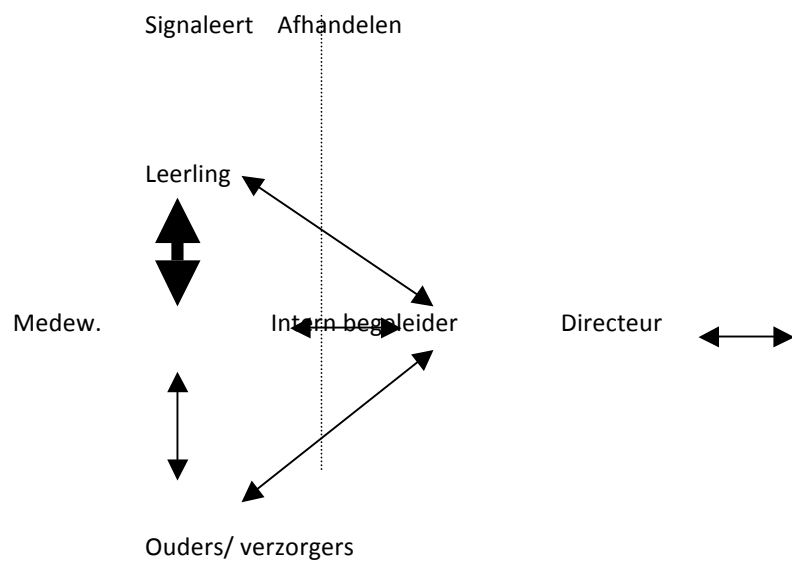 Signaleert Afhandelen
Leerling
Medew. Intern begeleider Directeur
Ouders/ verzorgers